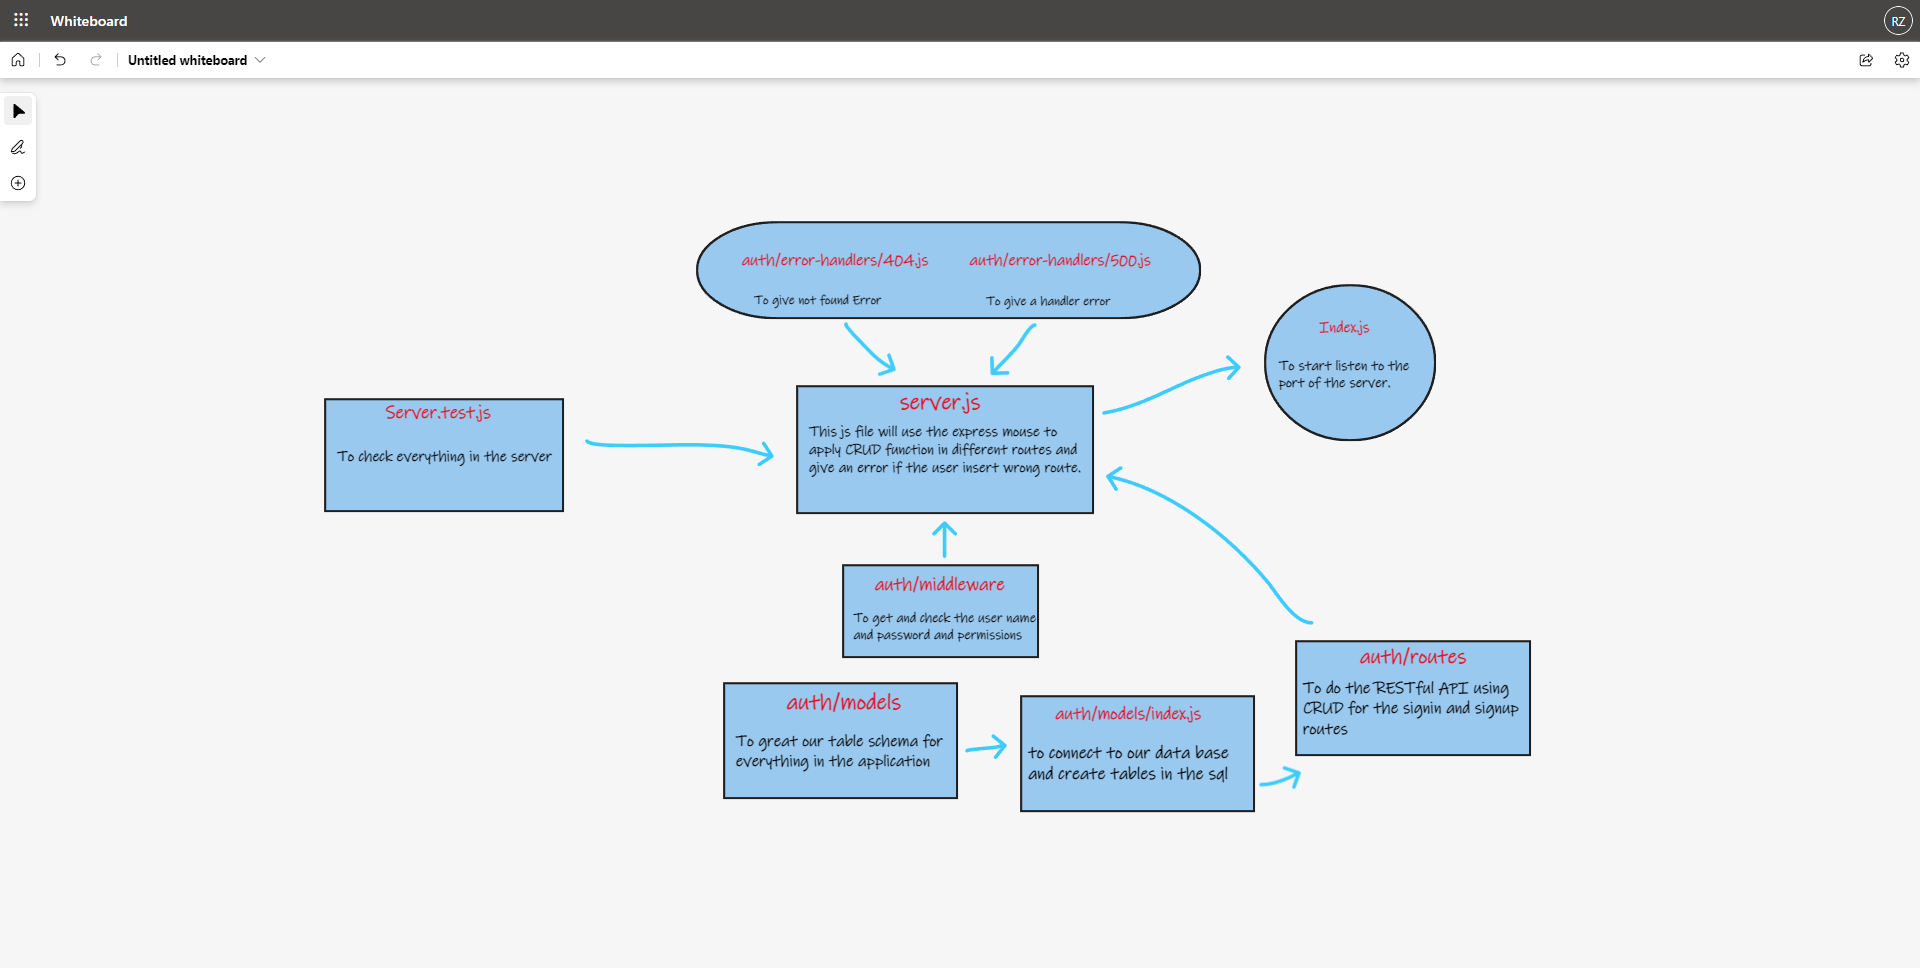 Whiteboard
RZ
Untitled whiteboard
auth/error-handlers/404.js
To give not found Error
auth/error-handlers/500.js
To give a handler error
Index.js
To start listen to the
port of the server.
Server.test.js
To check everything in the server
server.js
This js file will use the express mouse to
apply CRUD function in different routes and
give an error if the user insert wrong route.
auth/middleware
To get and check the user name
and password and permissions
auth/models
To great our table schema for
everything in the application
auth/models/index.js
to connect to our data base
and create tables in the sql
auth/routes
To do the RESTful API using
CRUD for the signin and signup
routes